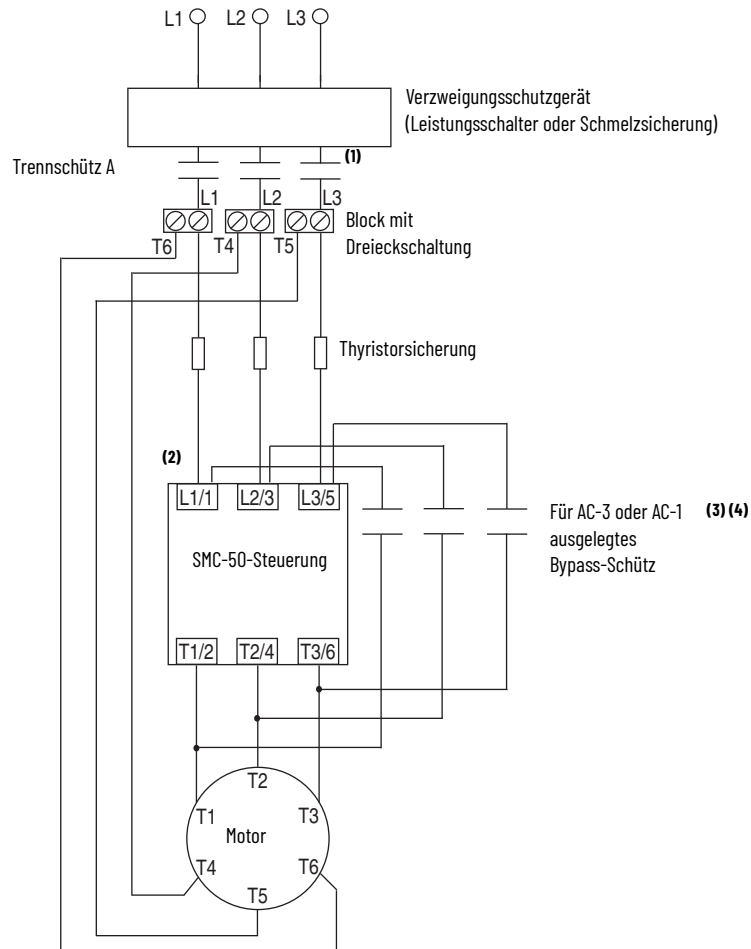 L1 L2 L3
Verzweigungsschutzgerät
(Leistungsschalter oder Schmelzsicherung)
Trennschütz A
(1)
L1 L2 L3
Block mit
Dreieckschaltung
T6 T4 T5
Thyristorsicherung
(2)
L1/1 L2/3 L3/5
Für AC-3 oder AC-1 (3) (4)
ausgelegtes
Bypass-Schütz
SMC-50-Steuerung
T1/2 T2/4 T3/6
T2
T1 T3
Motor
T4 T6
T5